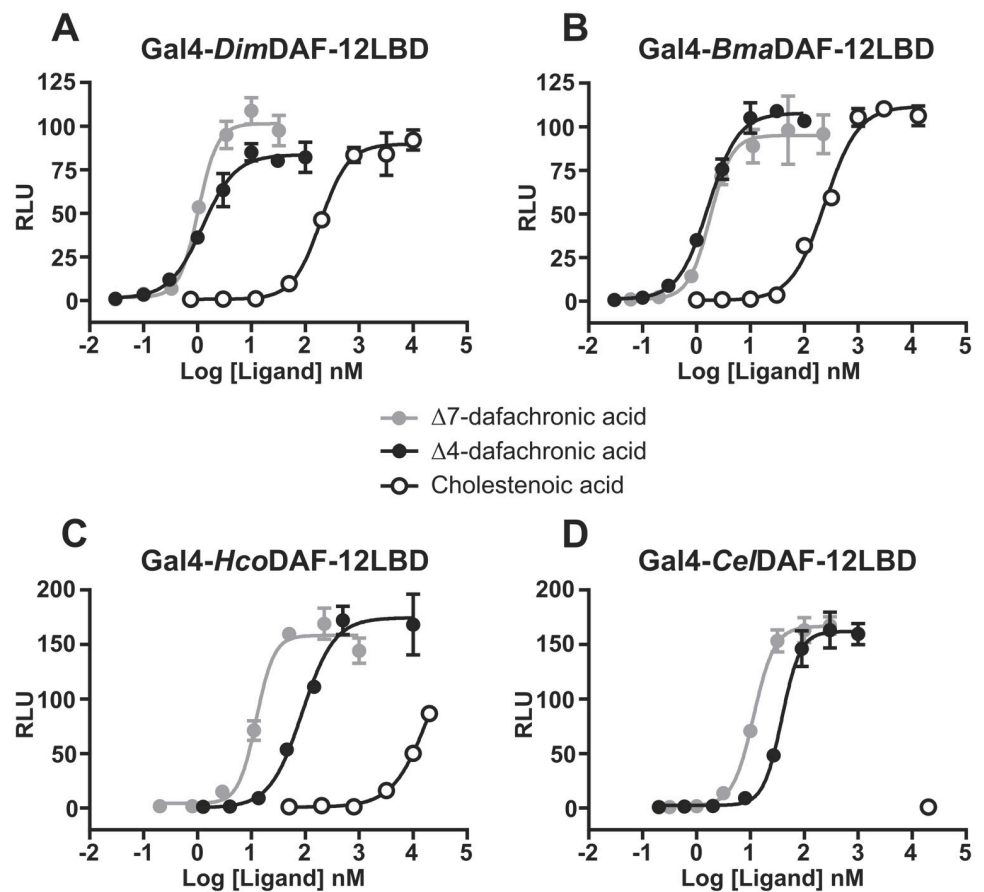 A
Gal4-DimDAF-12LBD
125
100
75
50
25
0
RLU
-2 -1 0 1 2 3 4 5
Log [Ligand] nM
B
Gal4-BmaDAF-12LBD
125
100
75
50
25
0
RLU
-2 -1 0 1 2 3 4 5
Log [Ligand] nM
Δ7-dafachronic acid
Δ4-dafachronic acid
Cholestenoic acid
C
Gal4-HcoDAF-12LBD
200
150
100
50
0
RLU
-2 -1 0 1 2 3 4 5
Log [Ligand] nM
D
Gal4-CelDAF-12LBD
200
150
100
50
0
RLU
-2 -1 0 1 2 3 4 5
Log [Ligand] nM